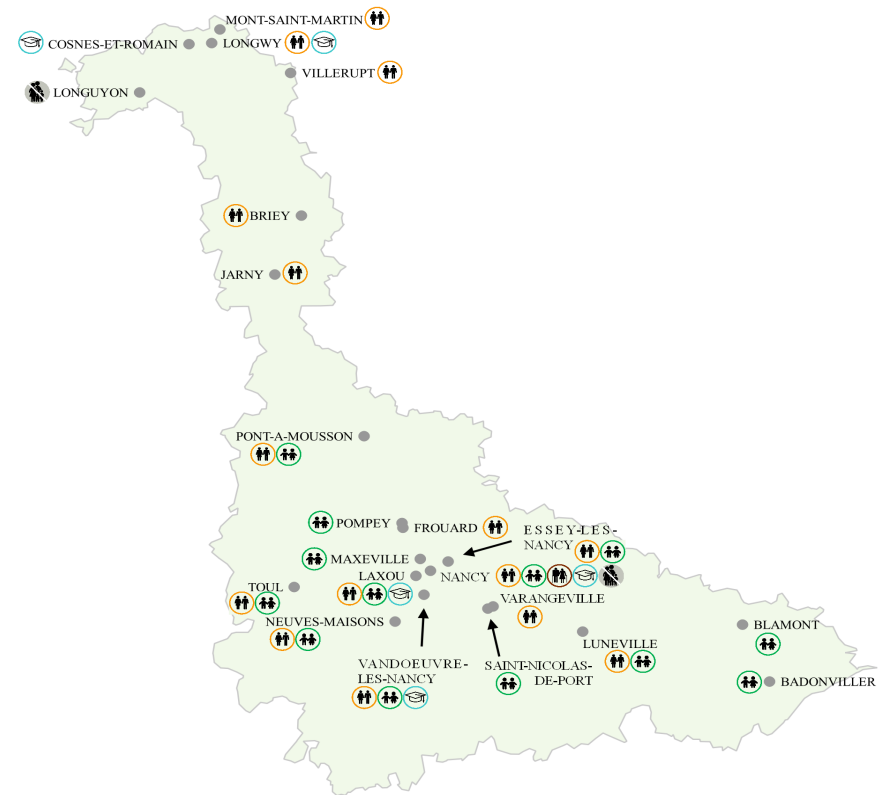 MONT-SAINT-MARTIN
COSNES-ET-ROMAIN
LONGWY
VILLERUPT
LONGUYON
BRIEY
JARNY
PONT-A-MOUSSON
POMPEY
FROUARD
ESSEY-LES-
NANCY
MAXEVILLE
LAXOU
NANCY
TOUL
VARANGEVILLE
NEUVES-MAISONS
BLAMONT
LUNEVILLE
VANDOEUVRE-
LES-NANCY
SAINT-NICOLAS-
DE-PORT
BADONVILLER